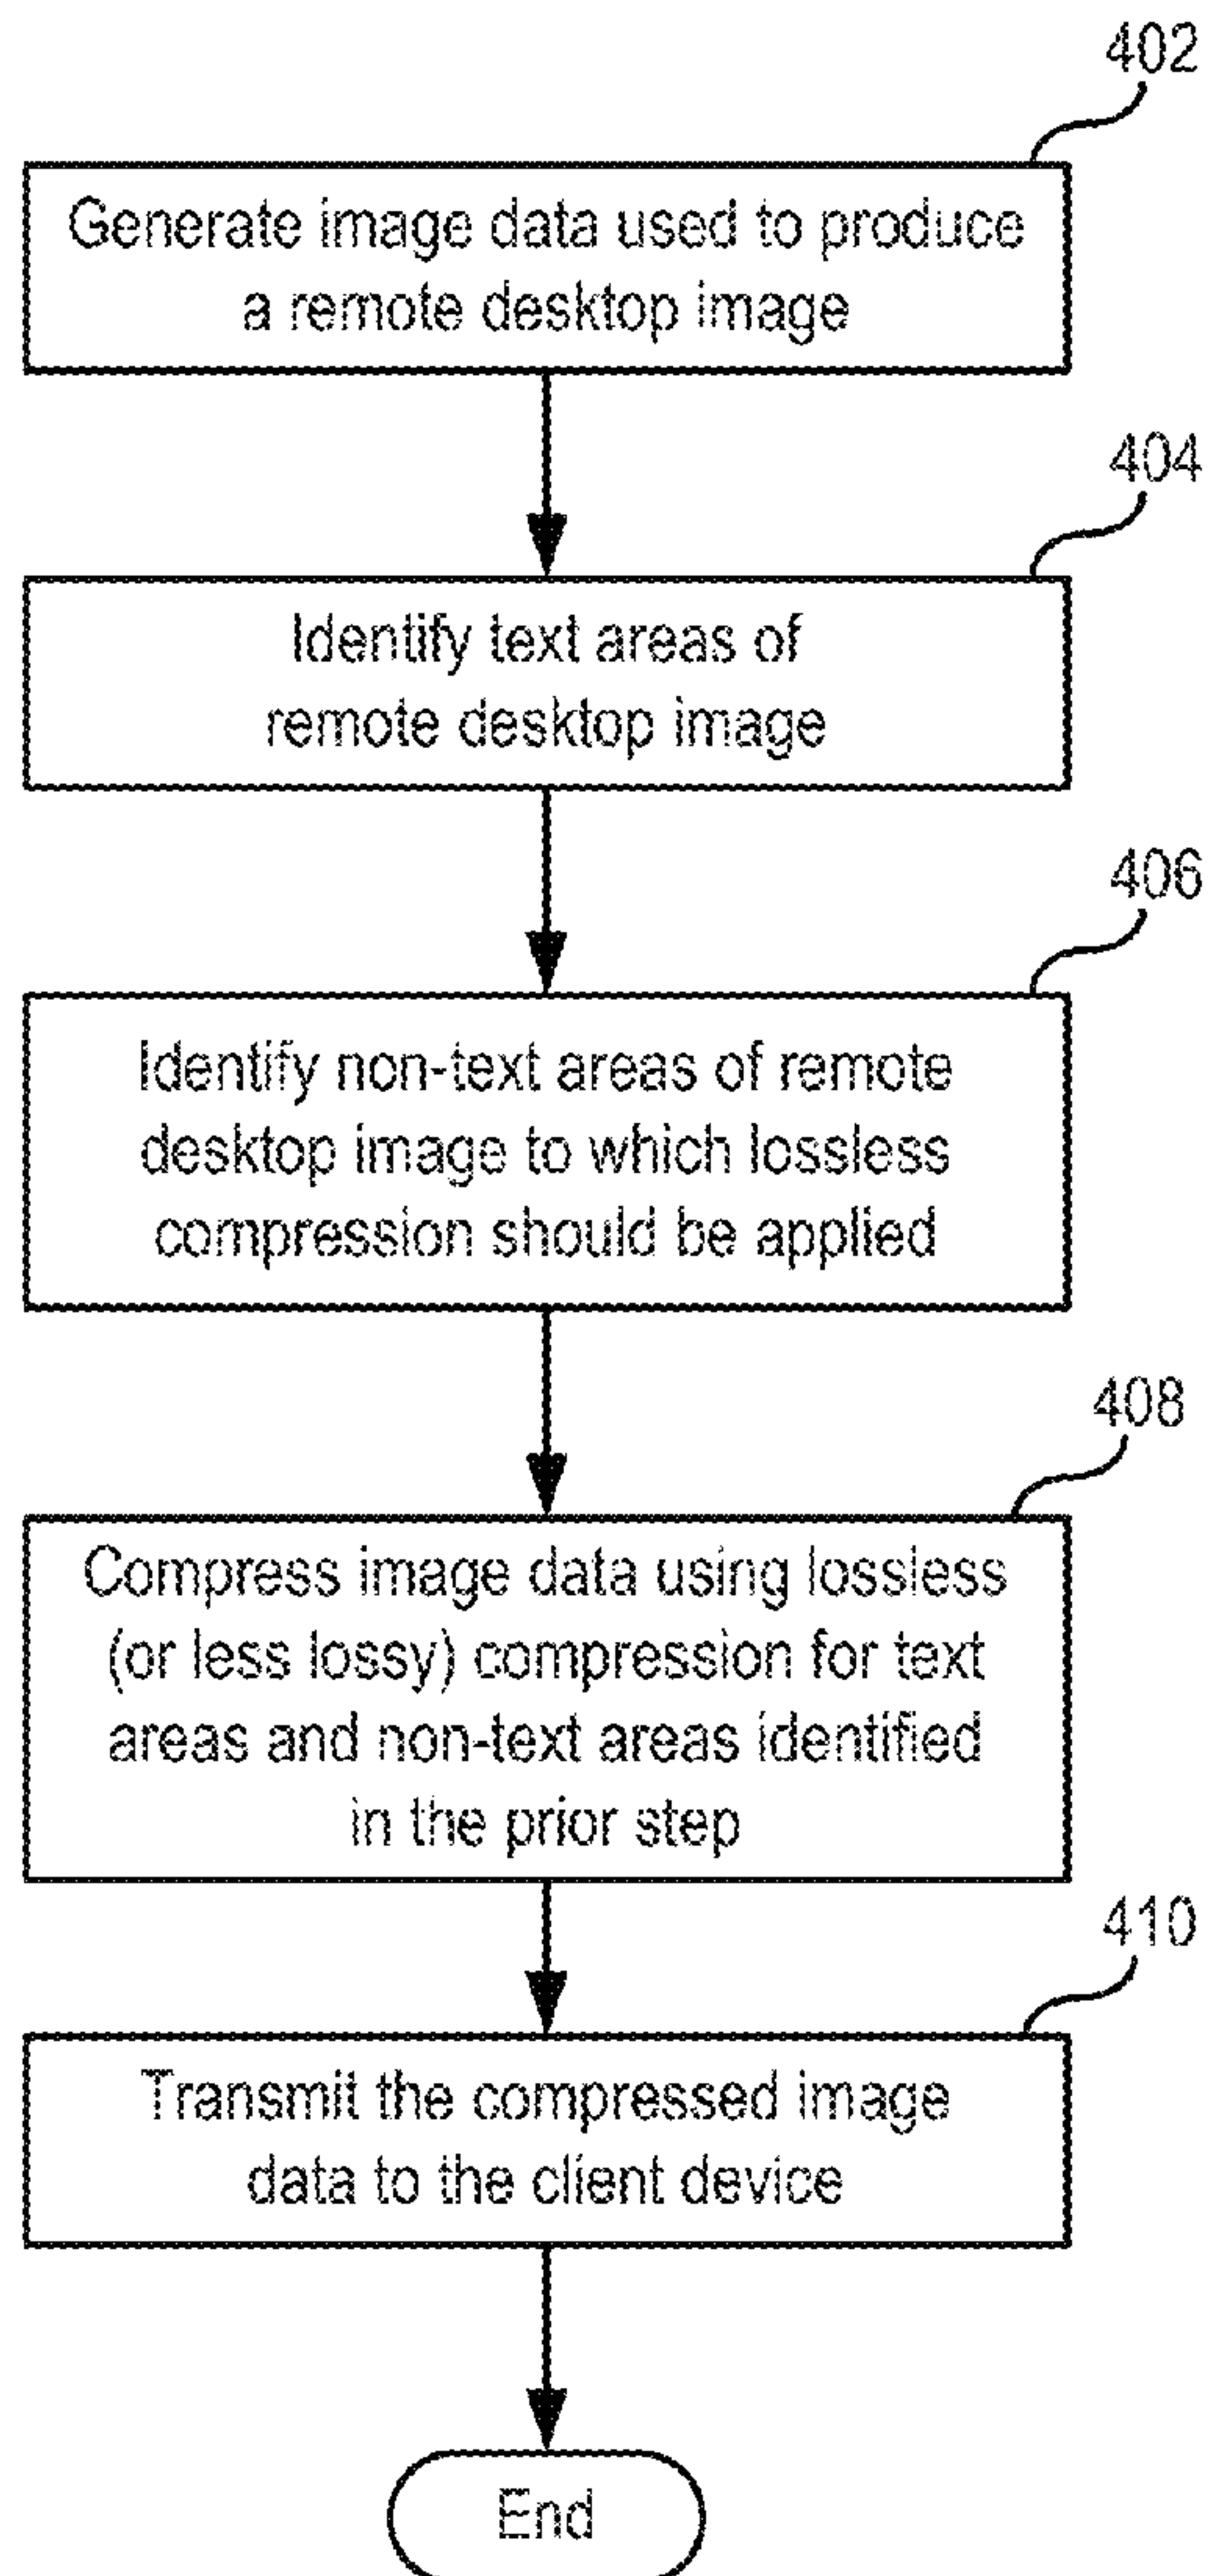 402
Generate image data used to produce
a remote desktop image
404
Identify text areas of
remote desktop image
406
Identify non-text areas of remote
desktop image to which lossless
compression should be applied
408
Compress image data using lossless
(or less lossy) compression for text
areas and non-text areas identified
in the prior step
410
Transmit the compressed image
data to the client device
End